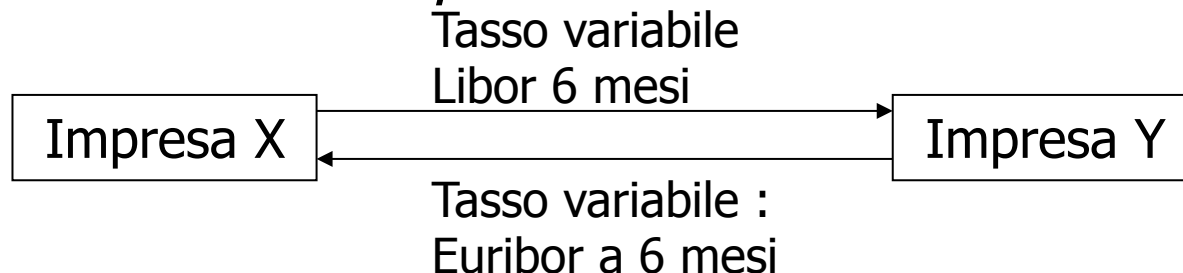 Tasso variabile
Libor 6 mesi
Impresa X
Impresa Y
Tasso variabile :
Euribor a 6 mesi